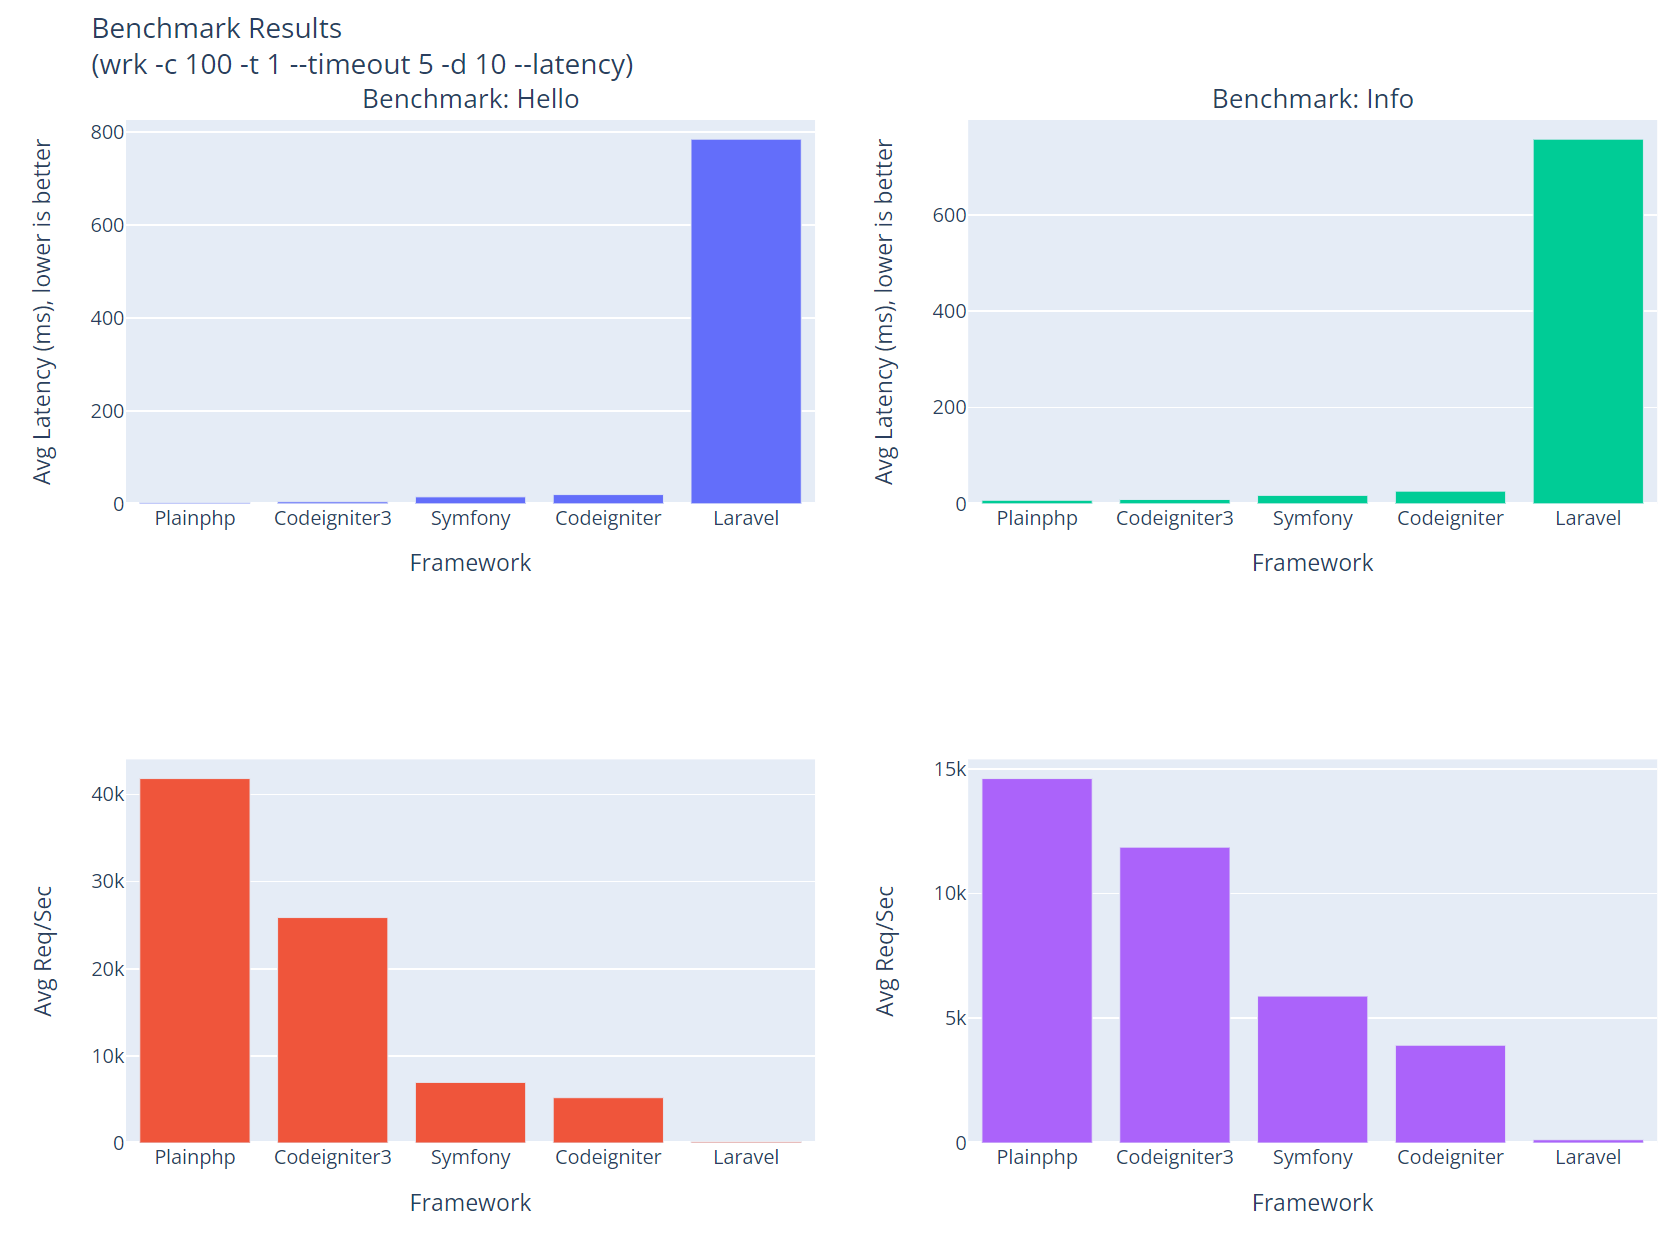 Benchmark Results
(wrk -c 100 -t 1 --timeout 5 -d 10 --latency)
Benchmark: Hello
Avg Latency (ms), lower is better
800
600
400
200
0
Plainphp Codeigniter3 Symfony Codeigniter Laravel
Framework
Benchmark: Info
Avg Latency (ms), lower is better
600
400
200
0
Plainphp Codeigniter3 Symfony Codeigniter Laravel
Framework
Avg Req/Sec
40k
30k
20k
10k
0
Plainphp Codeigniter3 Symfony Codeigniter Laravel
Framework
Avg Req/Sec
15k
10k
5k
0
Plainphp Codeigniter3 Symfony Codeigniter Laravel
Framework